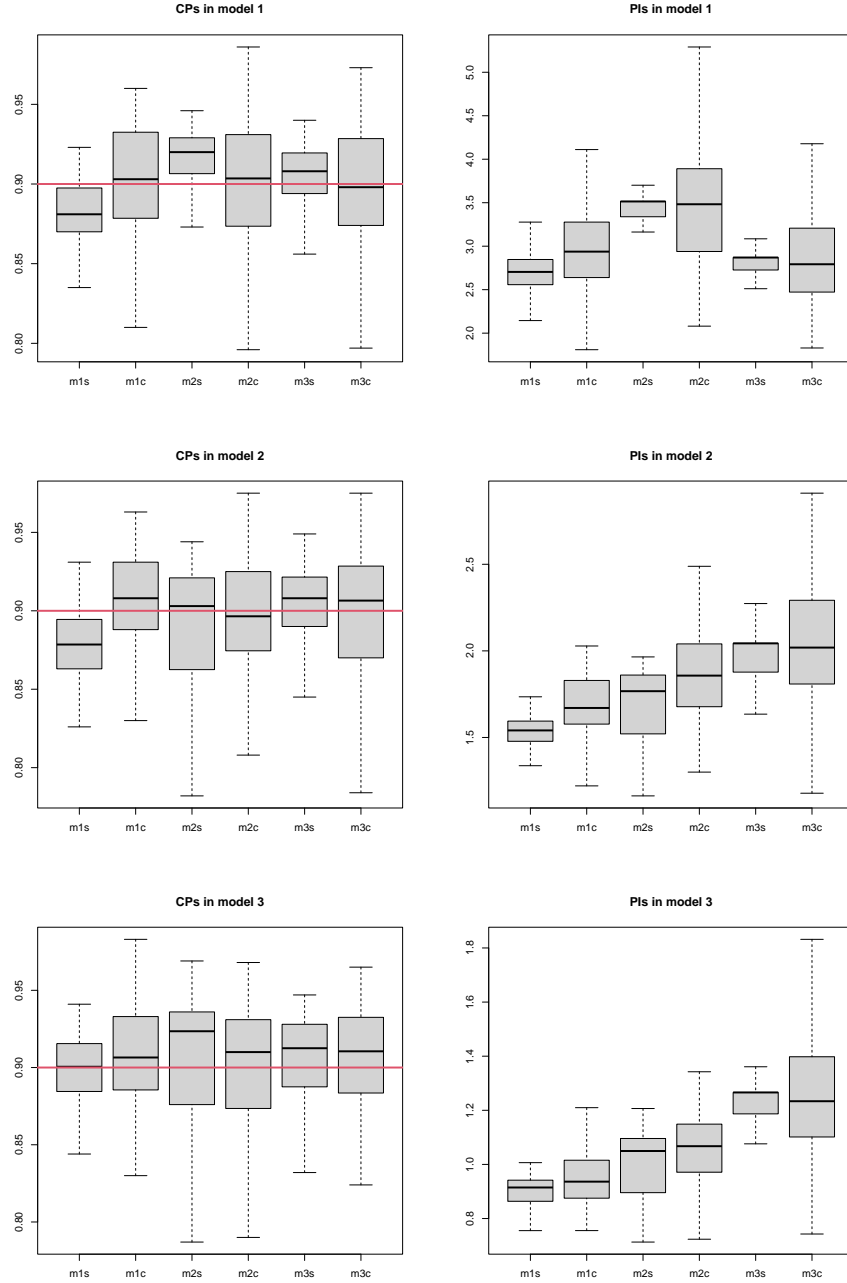 CPs in model 1
0.80 0.85 0.90 0.95
m1s m1c m2s m2c m3s m3c
PIs in model 1
2.0 2.5 3.0 3.5 4.0 4.5 5.0
m1s m1c m2s m2c m3s m3c
CPs in model 2
0.80 0.85 0.90 0.95
m1s m1c m2s m2c m3s m3c
PIs in model 2
1.5 2.0 2.5
m1s m1c m2s m2c m3s m3c
CPs in model 3
0.80 0.85 0.90 0.95
m1s m1c m2s m2c m3s m3c
PIs in model 3
0.8 1.0 1.2 1.4 1.6 1.8
m1s m1c m2s m2c m3s m3c